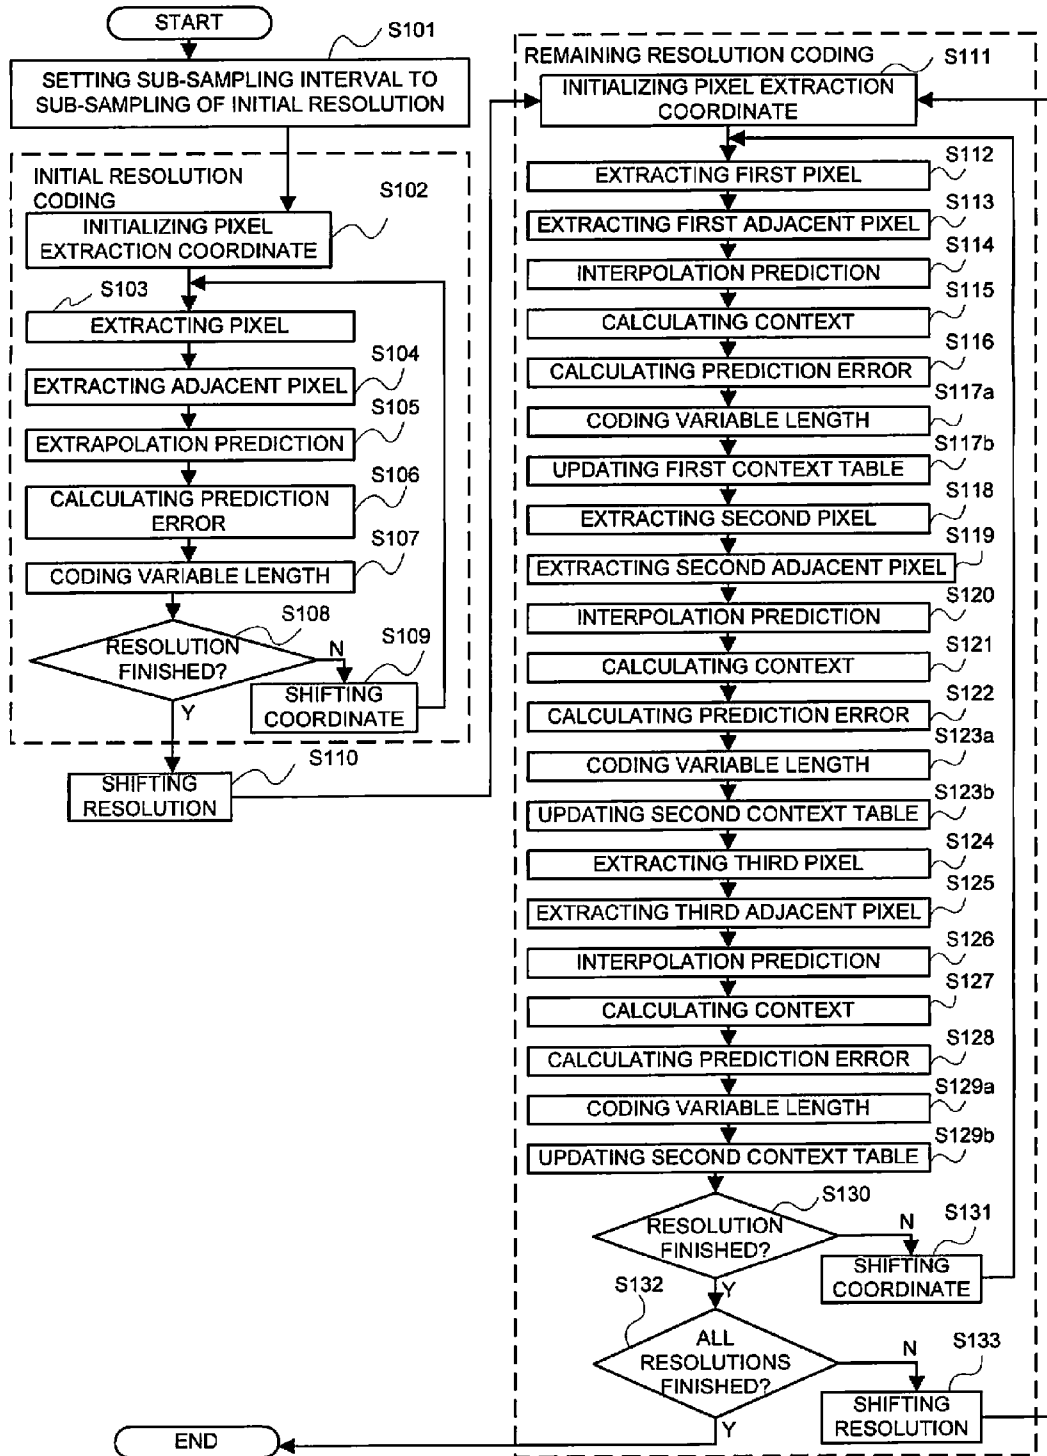 START
S101
SETTING SUB-SAMPLING INTERVAL TO
SUB-SAMPLING OF INITIAL RESOLUTION
INITIAL RESOLUTION
CODING
S102
INITIALIZING PIXEL
EXTRACTION COORDINATE
S103
EXTRACTING PIXEL
S104
EXTRACTING ADJACENT PIXEL
S105
EXTRAPOLATION PREDICTION
S106
CALCULATING PREDICTION
ERROR
S107
CODING VARIABLE LENGTH
S108
RESOLUTION
FINISHED?
N
S109
SHIFTING
COORDINATE
Y
S110
SHIFTING
RESOLUTION
REMAINING RESOLUTION CODING
S111
INITIALIZING PIXEL EXTRACTION
COORDINATE
S112
EXTRACTING FIRST PIXEL
S113
EXTRACTING FIRST ADJACENT PIXEL
S114
INTERPOLATION PREDICTION
S115
CALCULATING CONTEXT
S116
CALCULATING PREDICTION ERROR
S117a
CODING VARIABLE LENGTH
S117b
UPDATING FIRST CONTEXT TABLE
S118
EXTRACTING SECOND PIXEL
S119
EXTRACTING SECOND ADJACENT PIXEL
S120
INTERPOLATION PREDICTION
S121
CALCULATING CONTEXT
S122
CALCULATING PREDICTION ERROR
S123a
CODING VARIABLE LENGTH
S123b
UPDATING SECOND CONTEXT TABLE
S124
EXTRACTING THIRD PIXEL
S125
EXTRACTING THIRD ADJACENT PIXEL
S126
INTERPOLATION PREDICTION
S127
CALCULATING CONTEXT
S128
CALCULATING PREDICTION ERROR
S129a
CODING VARIABLE LENGTH
S129b
UPDATING SECOND CONTEXT TABLE
S130
RESOLUTION
FINISHED?
N
S131
SHIFTING
COORDINATE
Y
S132
ALL
RESOLUTIONS
FINISHED?
N
S133
SHIFTING
RESOLUTION
Y
END